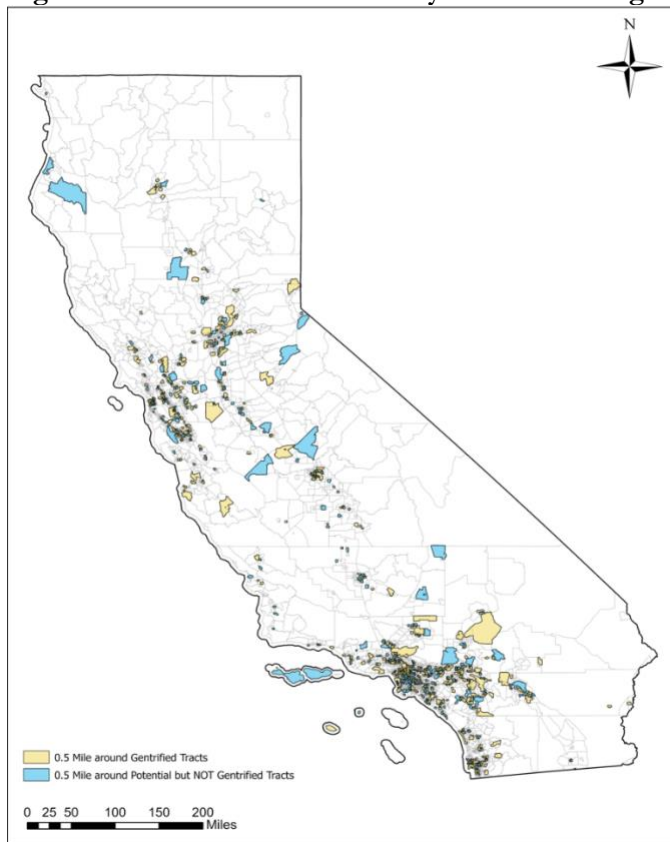 N
0.5 Mile around Gentrified Tracts
0.5 Mile around Potential but NOT Gentrified Tracts
0 25 50 100 150 200
Miles